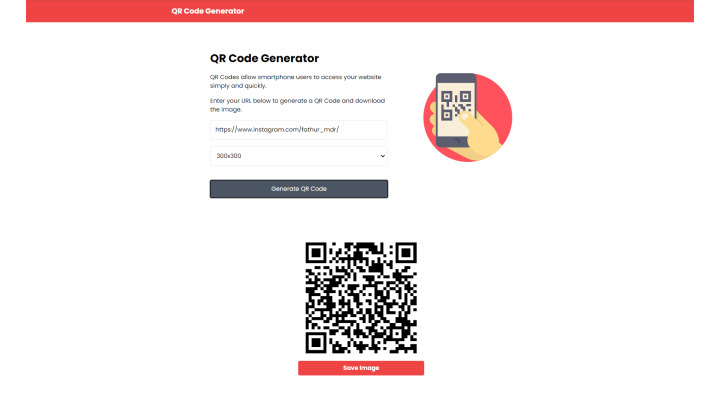 QR Code Generator
QR Code Generator
QR Codes allow smartphone users to access your website
simply and quickly.
Enter your URL below to generate a QR Code and download
the image.
https://www.instagram.com/fathur_mdr/
300x300
Generate QR Code
Save Image